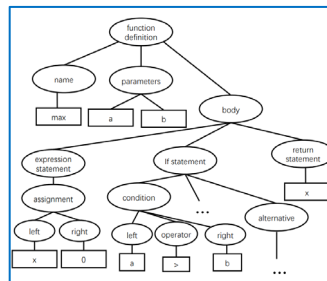 function
definition
name
parameters
body
max
a
b
expression
statement
If statement
return
statement
assignment
condition
...
alternative
x
left
right
left
operator
right
x
0
a
>
b
...